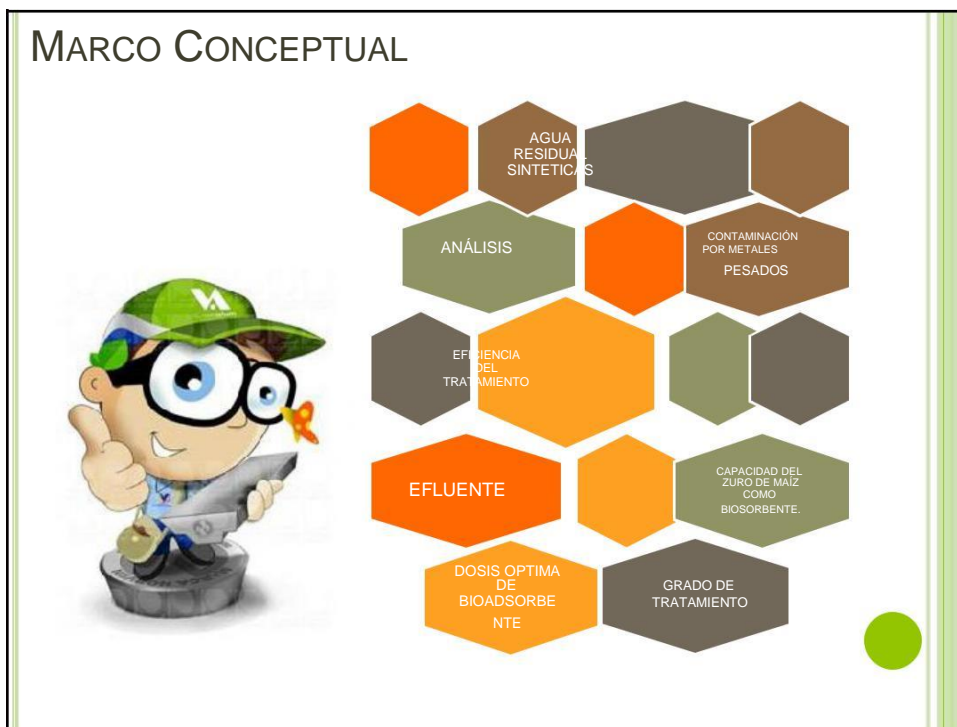 MARCO CONCEPTUAL
AGUA
RESIDUAL
SINTETICAS
ANÁLISIS
CONTAMINACIÓN
POR METALES
PESADOS
EFICIENCIA
DEL
TRATAMIENTO
EFLUENTE
CAPACIDAD DEL
ZURO DE MAÍZ
COMO
BIOSORBENTE.
DOSIS OPTIMA
DE
BIOADSORBE
NTE
GRADO DE
TRATAMIENTO